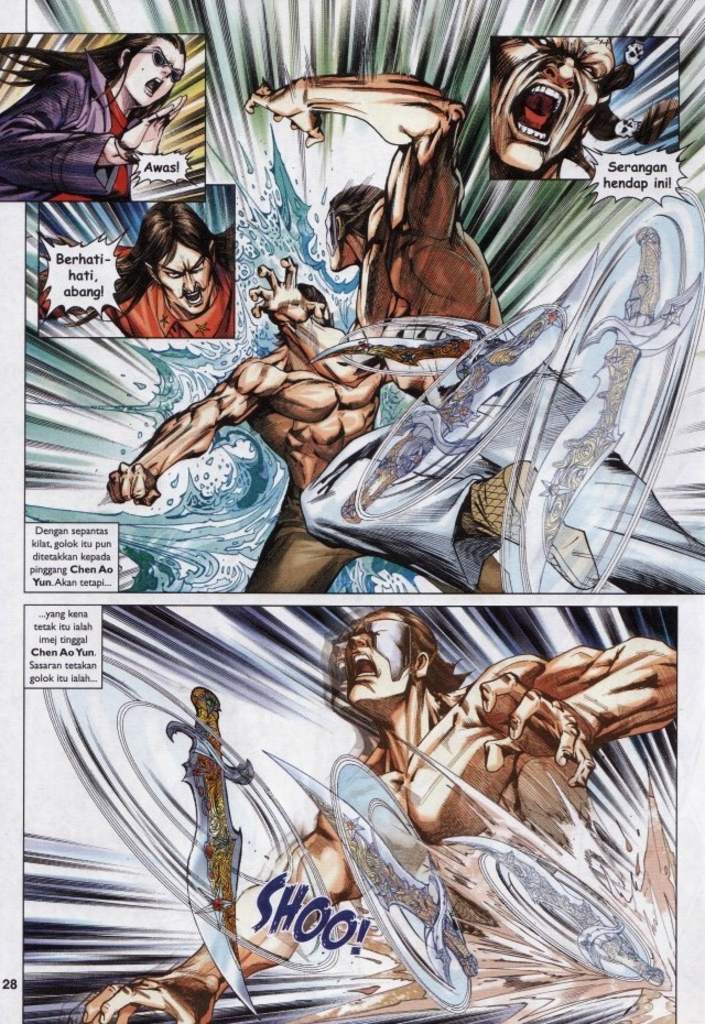 Awas!
Serangan
hendap ini!
Berhati-
hati,
abang!
Dengan sepantas
kilat, golok itu pun
ditetakkan kepada
pinggang Chen Ao
Yun. Akan tetapi...
...yang kena
tetak itu ialah
imej tinggal
Chen Ao Yun.
Sasaran tetakan
golok itu ialah...
SHOO!
28